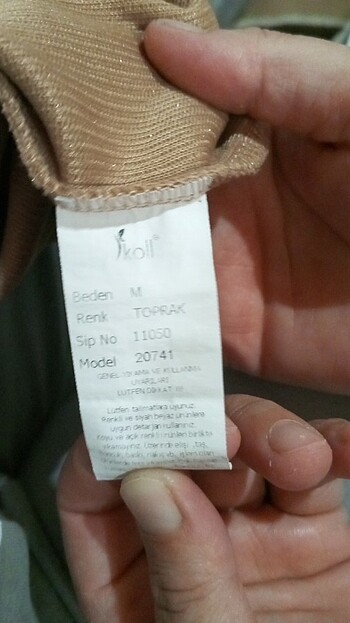 koll®
Beden M
Renk TOPRAK
Sip No 11050
Model 20741
GENEL YIKAMA VE KULLANMA
UYARILARI
LÜTFEN DİKKAT !!!
Lütfen talimatlara uyunuz.
Renkli ve siyah beyaz ürünlere
uygun deterjan kullanınız.
Koyu ve açık renkli ürünleri birlikte
yıkamayınız. Üzerinde